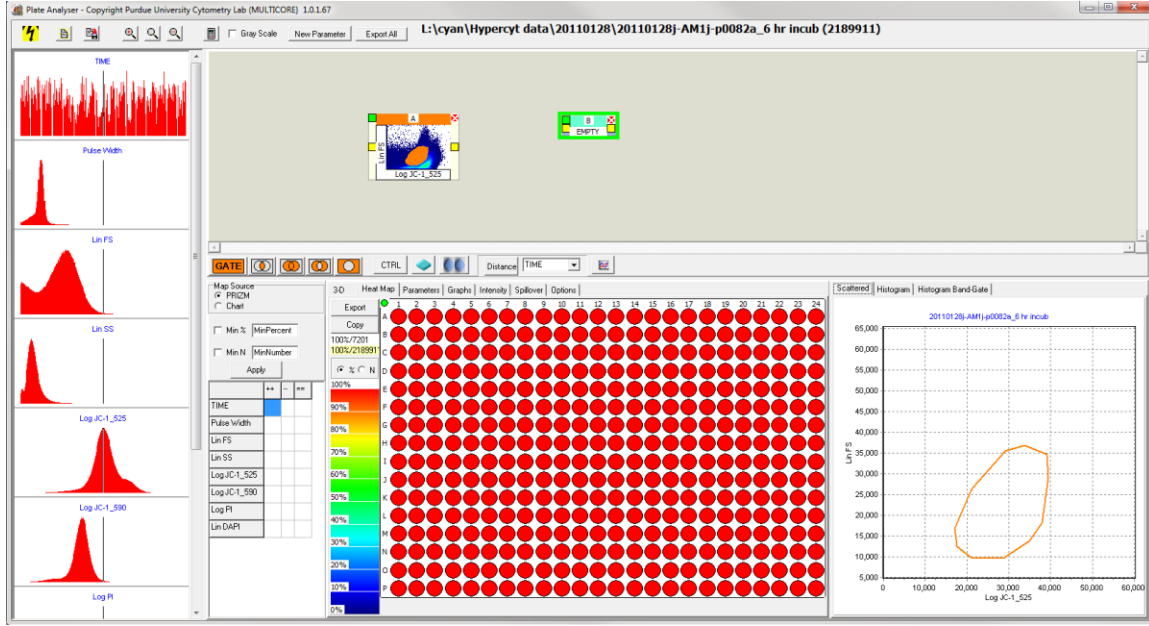 Plate Analyser - Copyright Purdue University Cytometry Lab (MULTICORE) 1.0.1.67
Gray Scale New Parameter Export All L:\cyan\Hypercyt data\20110128\20110128j-AM1j-p0082a_6 hr incub (2189911)
TIME
Pulse Width
Lin FS
Lin SS
Log JC-1_525
Log JC-1_590
Log PI
A
Lin FS
Log JC-1_525
B
EMPTY
GATE CTRL Distance TIME
Map Source
PRIZM
Chart
Min % MinPercent
Min N MinNumber
Apply
++ - ==
TIME
Pulse Width
Lin FS
Lin SS
Log JC-1_525
Log JC-1_590
Log PI
Lin DAPI
3-D Heat Map Parameters Graphs Intensity Spillover Options
Export
Copy
100%/7201
100%/2189911
% N
100%
90%
80%
70%
60%
50%
40%
30%
20%
10%
0%
1 2 3 4 5 6 7 8 9 10 11 12 13 14 15 16 17 18 19 20 21 22 23 24
A
B
C
D
E
F
G
H
I
J
K
L
M
N
O
P
Scattered Histogram Histogram Band-Gate
20110128j-AM1j-p0082a_6 hr incub
65,000
60,000
55,000
50,000
45,000
40,000
35,000
30,000
25,000
20,000
15,000
10,000
5,000
Lin FS
0 10,000 20,000 30,000 40,000 50,000 60,000
Log JC-1_525